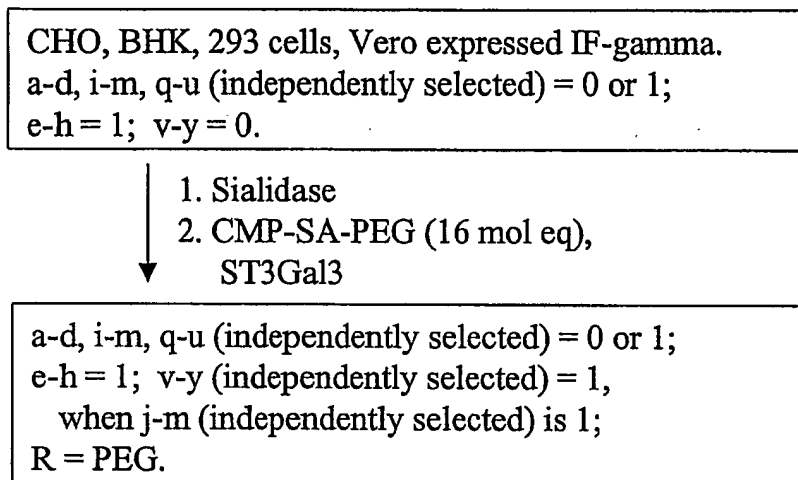 CHO, BHK, 293 cells, Vero expressed IF-gamma.
a-d, i-m, q-u (independently selected) = 0 or 1;
e-h = 1; v-y = 0.
1. Sialidase
2. CMP-SA-PEG (16 mol eq),
ST3Gal3
a-d, i-m, q-u (independently selected) = 0 or 1;
e-h = 1; v-y (independently selected) = 1,
when j-m (independently selected) is 1;
R = PEG.